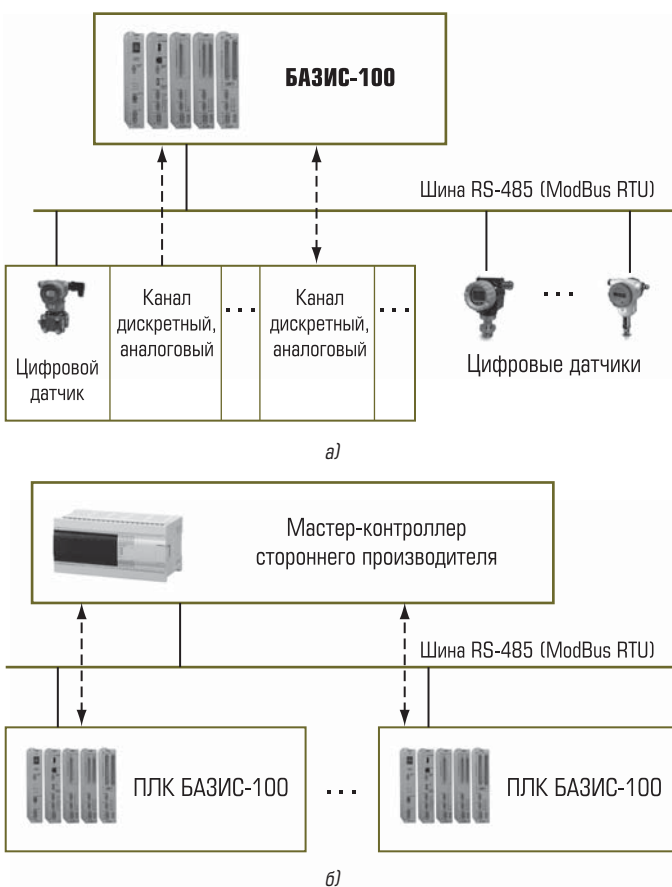 БАЗИС-100
Шина RS-485 (ModBus RTU)
Цифровой
датчик
Канал
дискретный,
аналоговый
...
Канал
дискретный,
аналоговый
...
...
Цифровые датчики
а)
Мастер-контроллер
стороннего производителя
Шина RS-485 (ModBus RTU)
ПЛК БАЗИС-100
...
ПЛК БАЗИС-100
б)